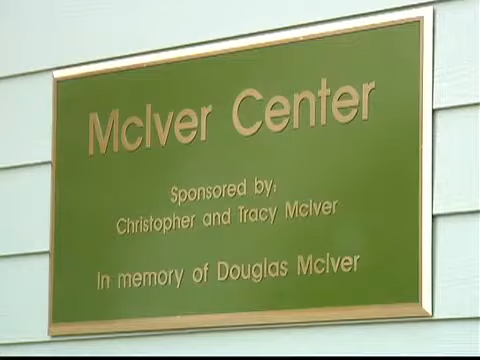 McIver Center
Sponsored by:
Christopher and Tracy McIver
In memory of Douglas McIver